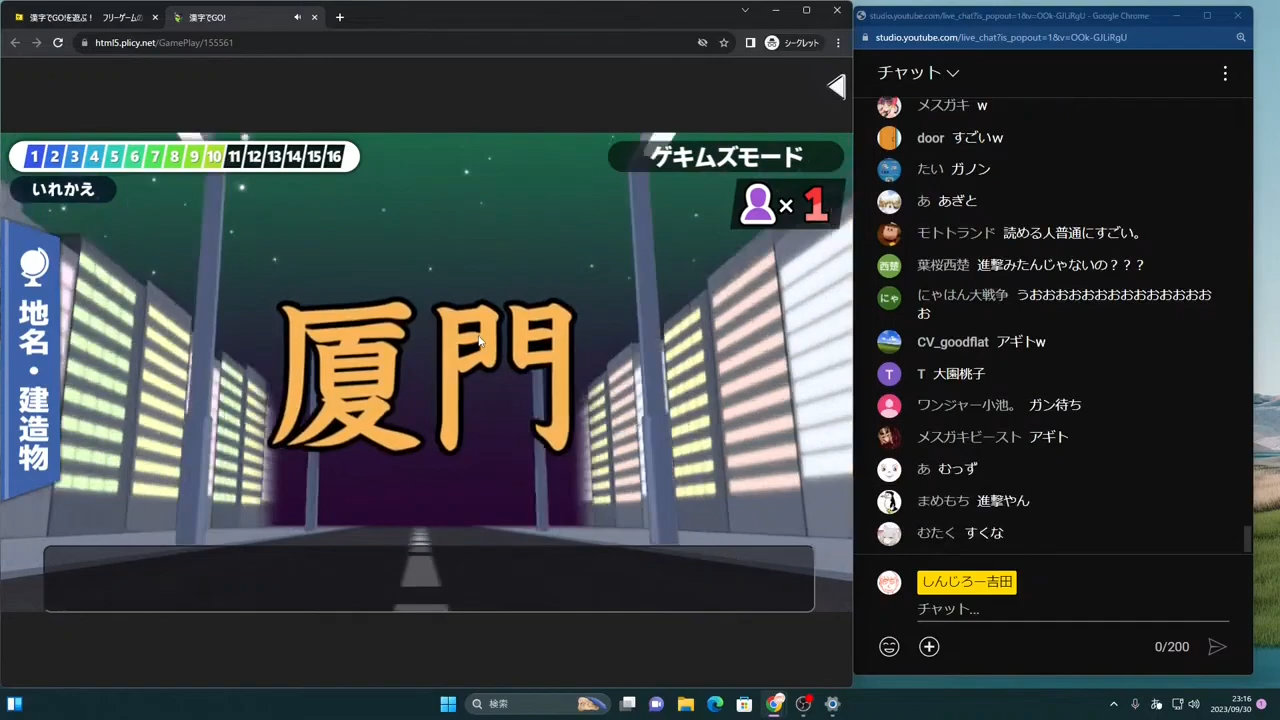 漢字でGO!を遊ぶ！ フリーゲームの
漢字でGO!
html5.plicy.net/GamePlay/155561
シークレット
1 2 3 4 5 6 7 8 9 10 11 12 13 14 15 16
ゲキムズモード
いれかえ
× 1
地名・建造物
厦門
studio.youtube.com/live_chat?is_popout=1&v=OOk-GJLiRgU - Google Chrome
studio.youtube.com/live_chat?is_popout=1&v=OOk-GJLiRgU
チャット
メスガキ w
door すごいw
たい ガノン
あ あぎと
モトトランド 読める人普通にすごい。
西楚
葉桜西楚 進撃みたんじゃないの？？？
にゃ
にゃはん大戦争 うおおおおおおおおおおおおおお
お
CV_goodflat アギトw
T
T 大園桃子
ワンジャー小池。 ガン待ち
メスガキビースト アギト
あ むっず
まめもち 進撃やん
むたく すくな
しんじろー吉田
チャット...
0/200
検索
あ
23:16
2023/09/30
1